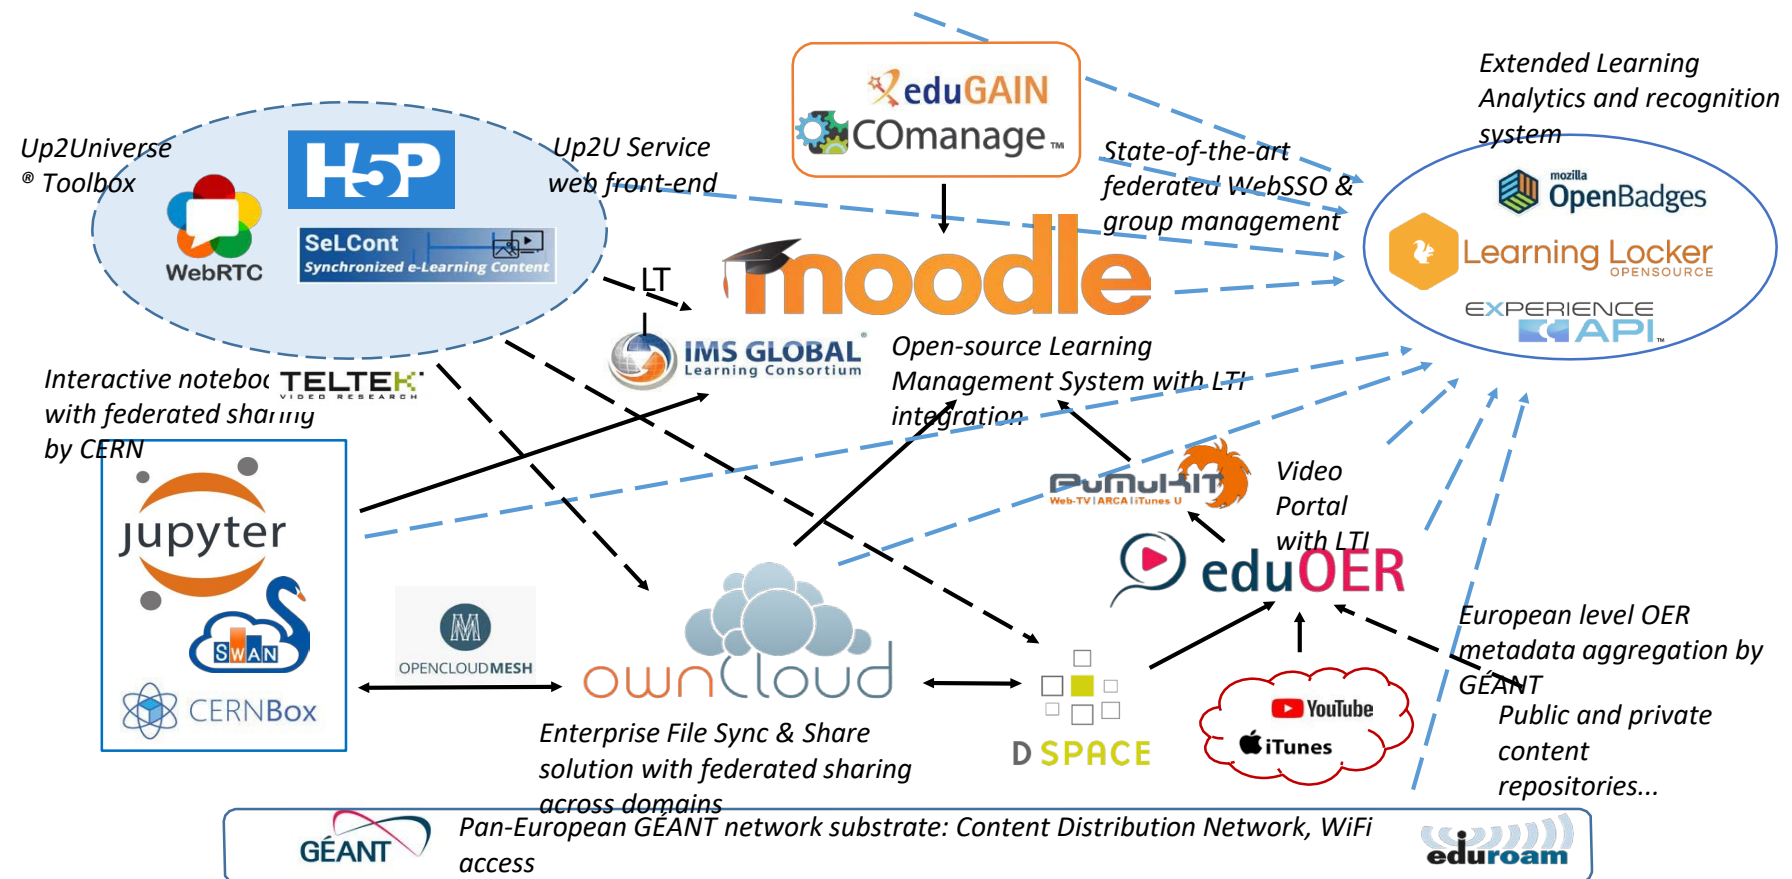 eduGAIN
COmanage ™
Extended Learning
Analytics and recognition
system
Up2Universe
® Toolbox
H5P
WebRTC
SeLCont
Synchronized e-Learning Content
Up2U Service
web front-end
State-of-the-art
federated WebSSO &
group management
mozilla
OpenBadges
Learning Locker
OPENSOURCE
EXPERIENCE
API ™
LT
moodle
IMS GLOBAL®
Learning Consortium
Open-source Learning
Management System with LTI
integration
TELTEK
VIDEO RESEARCH
Interactive noteboo
with federated sharing
by CERN
jupyter
SWAN
CERNBox
M
OPENCLOUDMESH
ownCloud
Enterprise File Sync & Share
solution with federated sharing
across domains
PuMuKIT
Web-TV|ARCA|iTunes U
Video
Portal
with LTI
eduOER
DSPACE
YouTube
iTunes
European level OER
metadata aggregation by
GÉANT
Public and private
content
repositories...
GÉANT
Pan-European GÉANT network substrate: Content Distribution Network, WiFi
access
eduroam